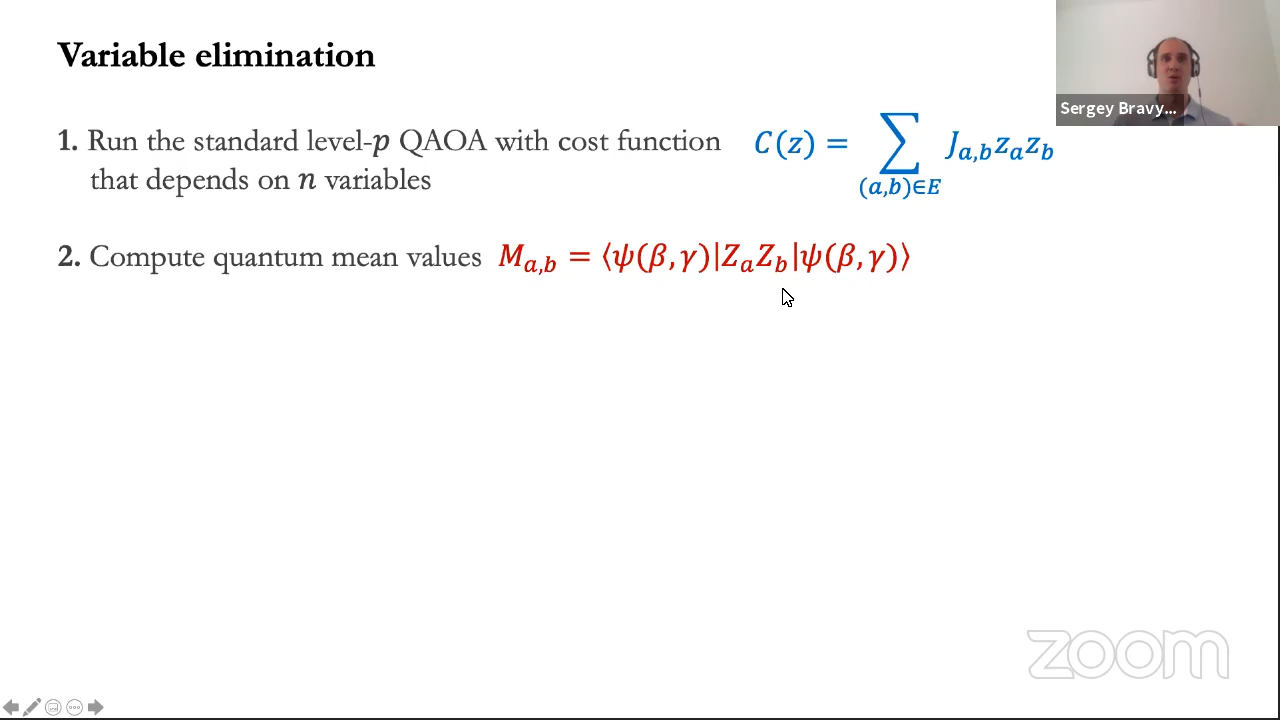 Variable elimination
Sergey Bravy...
1. Run the standard level-p QAOA with cost function C(z) = ∑ J_{a,b} z_a z_b
(a,b)∈E
that depends on n variables
2. Compute quantum mean values M_{a,b} = ⟨ψ(β,γ)|Z_a Z_b|ψ(β,γ)⟩
zoom